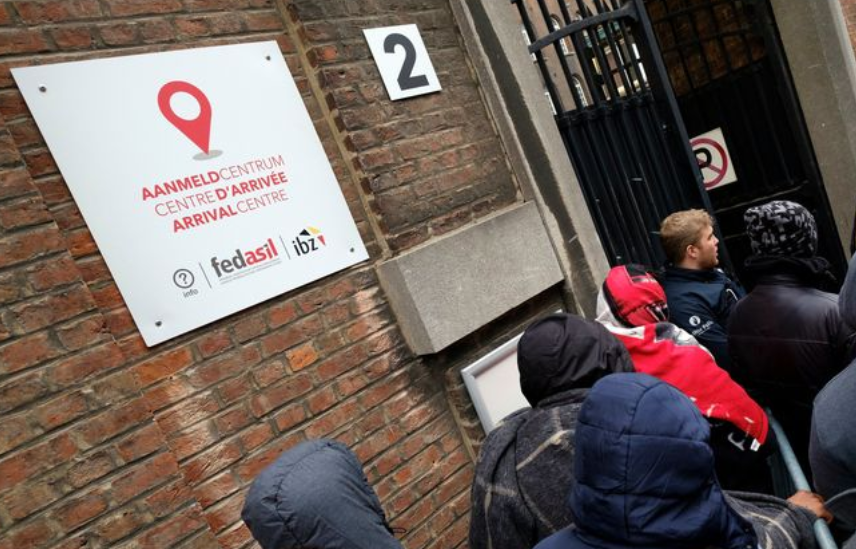 2
AANMELDCENTRUM
CENTRE D'ARRIVÉE
ARRIVAL CENTRE
?
info
fedasil
ibz